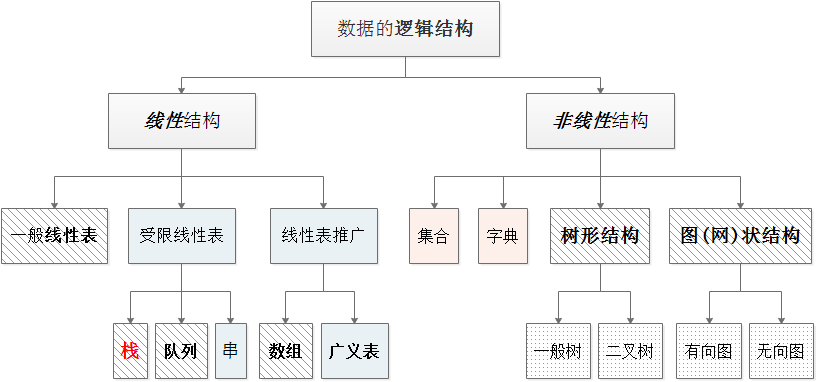 数据的逻辑结构
线性结构
非线性结构
一般线性表
受限线性表
线性表推广
集合
字典
树形结构
图(网)状结构
栈
队列
串
数组
广义表
一般树
二叉树
有向图
无向图